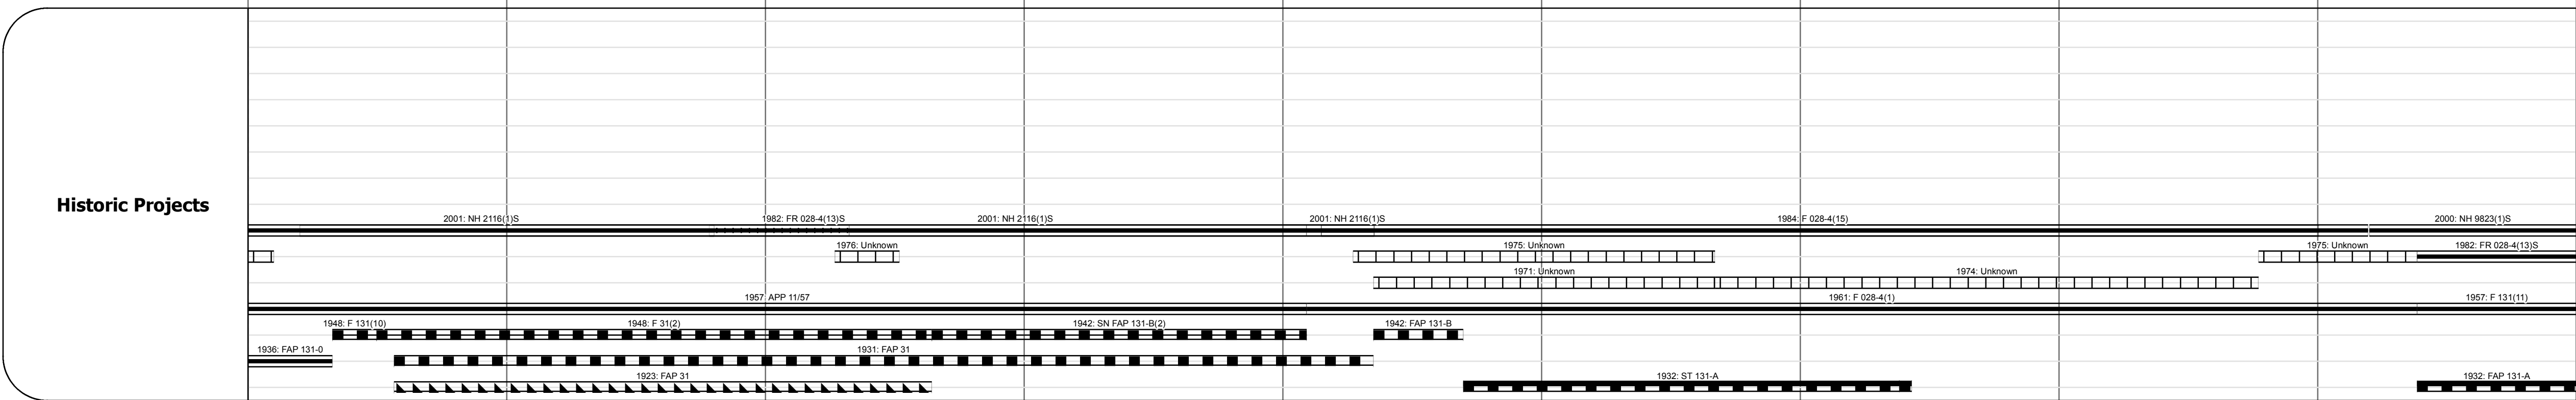 Historic Projects
2001: NH 2116(1)S
1982: FR 028-4(13)S
2001: NH 2116(1)S
2001: NH 2116(1)S
1984: F 028-4(15)
2000: NH 9823(1)S
1976: Unknown
1975: Unknown
1975: Unknown
1982: FR 028-4(13)S
1971: Unknown
1974: Unknown
1957: APP 11/57
1961: F 028-4(1)
1957: F 131(11)
1948: F 131(10)
1948: F 31(2)
1942: SN FAP 131-B(2)
1942: FAP 131-B
1936: FAP 131-0
1931: FAP 31
1923: FAP 31
1932: ST 131-A
1932: FAP 131-A